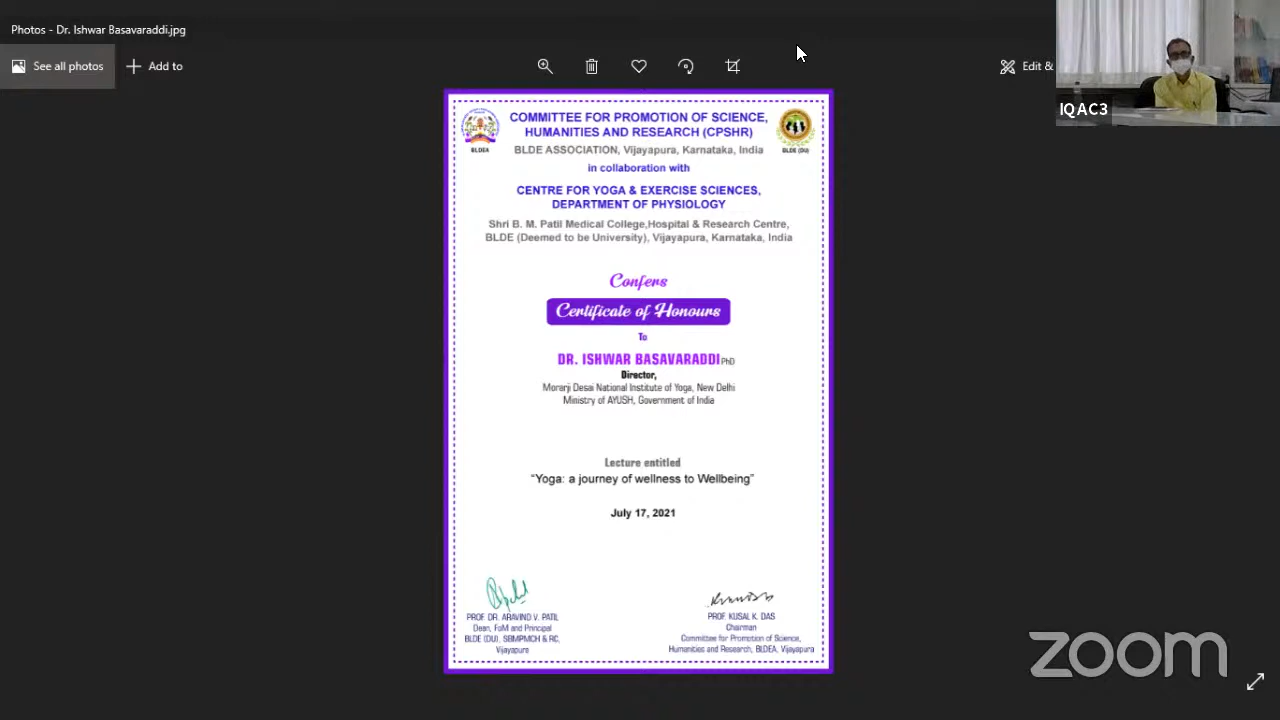 Photos - Dr. Ishwar Basavaraddi.jpg
See all photos
Add to
Edit &
IQAC3
COMMITTEE FOR PROMOTION OF SCIENCE,
HUMANITIES AND RESEARCH (CPSHR)
BLDEA
BLDE (DU)
BLDE ASSOCIATION, Vijayapura, Karnataka, India
in collaboration with
CENTRE FOR YOGA & EXERCISE SCIENCES,
DEPARTMENT OF PHYSIOLOGY
Shri B. M. Patil Medical College,Hospital & Research Centre,
BLDE (Deemed to be University), Vijayapura, Karnataka, India
Confers
Certificate of Honours
To
DR. ISHWAR BASAVARADDI PhD
Director,
Morarji Desai National Institute of Yoga, New Delhi
Ministry of AYUSH, Government of India
Lecture entitled
“Yoga: a journey of wellness to Wellbeing”
July 17, 2021
PROF. DR. ARAVIND V. PATIL
Dean, FoM and Principal
BLDE (DU), SBMPMCH & RC,
Vijayapura
PROF. KUSAL K. DAS
Chairman
Committee for Promotion of Science,
Humanities and Research, BLDEA, Vijayapura
zoom